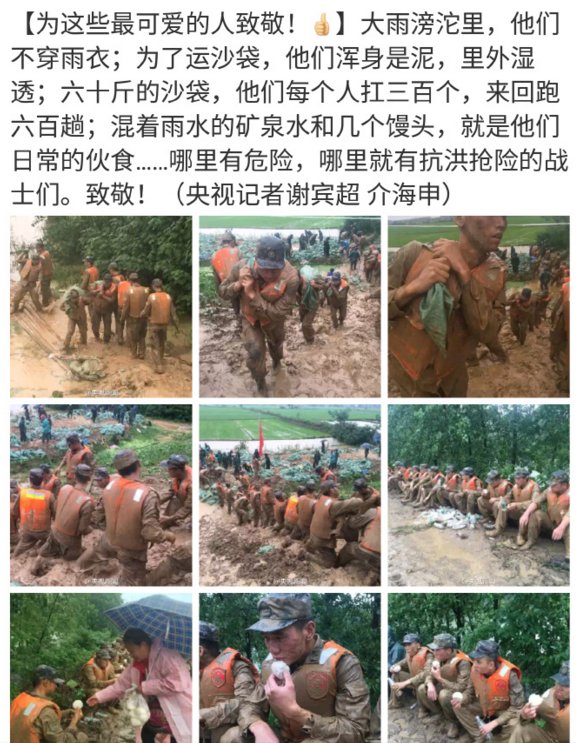 【为这些最可爱的人致敬！👍】大雨滂沱里，他们
不穿雨衣；为了运沙袋，他们浑身是泥，里外湿
透；六十斤的沙袋，他们每个人扛三百个，来回跑
六百趟；混着雨水的矿泉水和几个馒头，就是他们
日常的伙食......哪里有危险，哪里就有抗洪抢险的战
士们。致敬！（央视记者谢宾超 介海申）